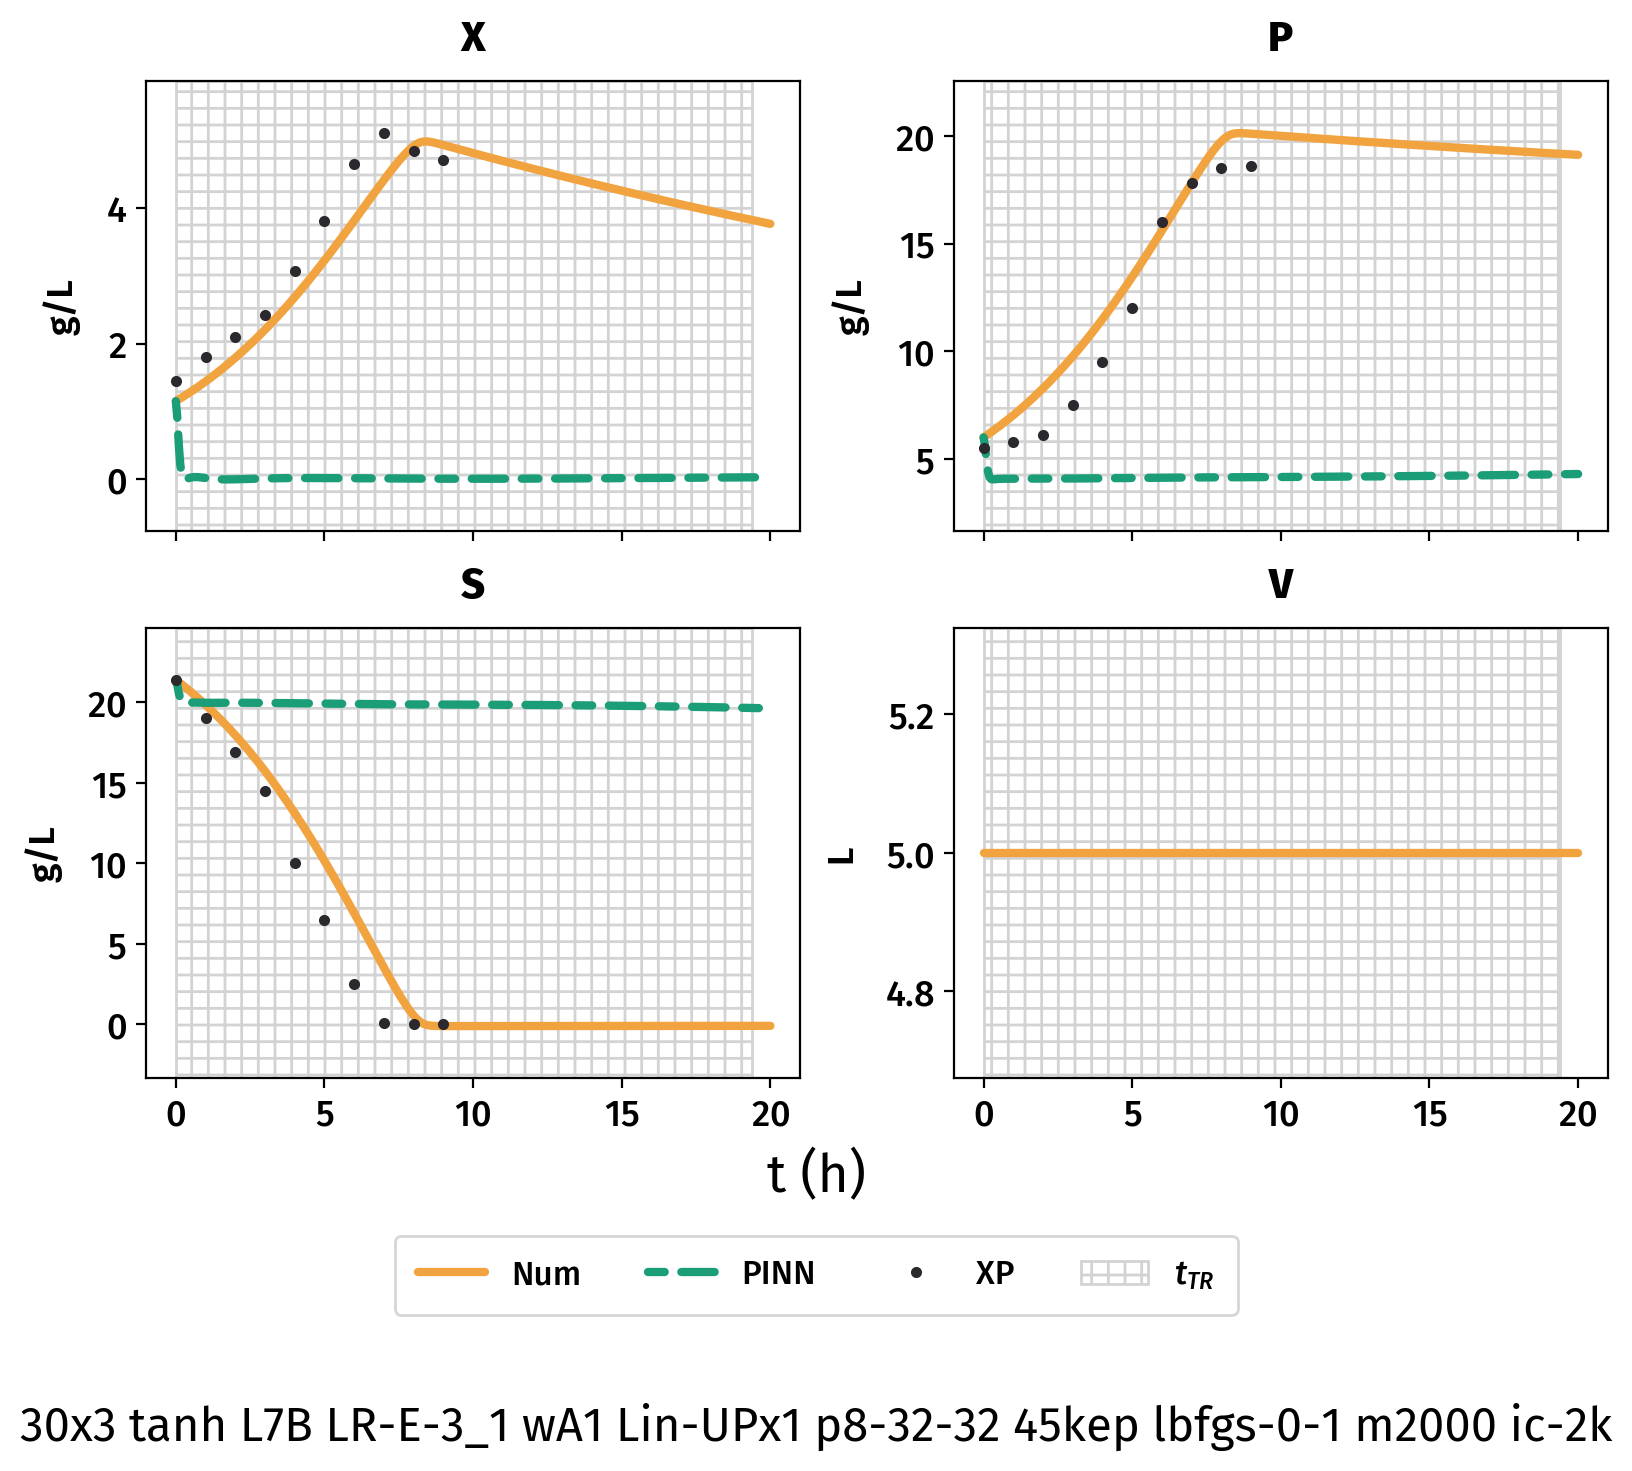 X
P
g/L
4
2
0
g/L
20
15
10
5
S
V
g/L
20
15
10
5
0
L
5.2
5.0
4.8
0 5 10 15 20
0 5 10 15 20
t (h)
Num PINN XP tTR
30x3 tanh L7B LR-E-3_1 wA1 Lin-UPx1 p8-32-32 45kep lbfgs-0-1 m2000 ic-2k